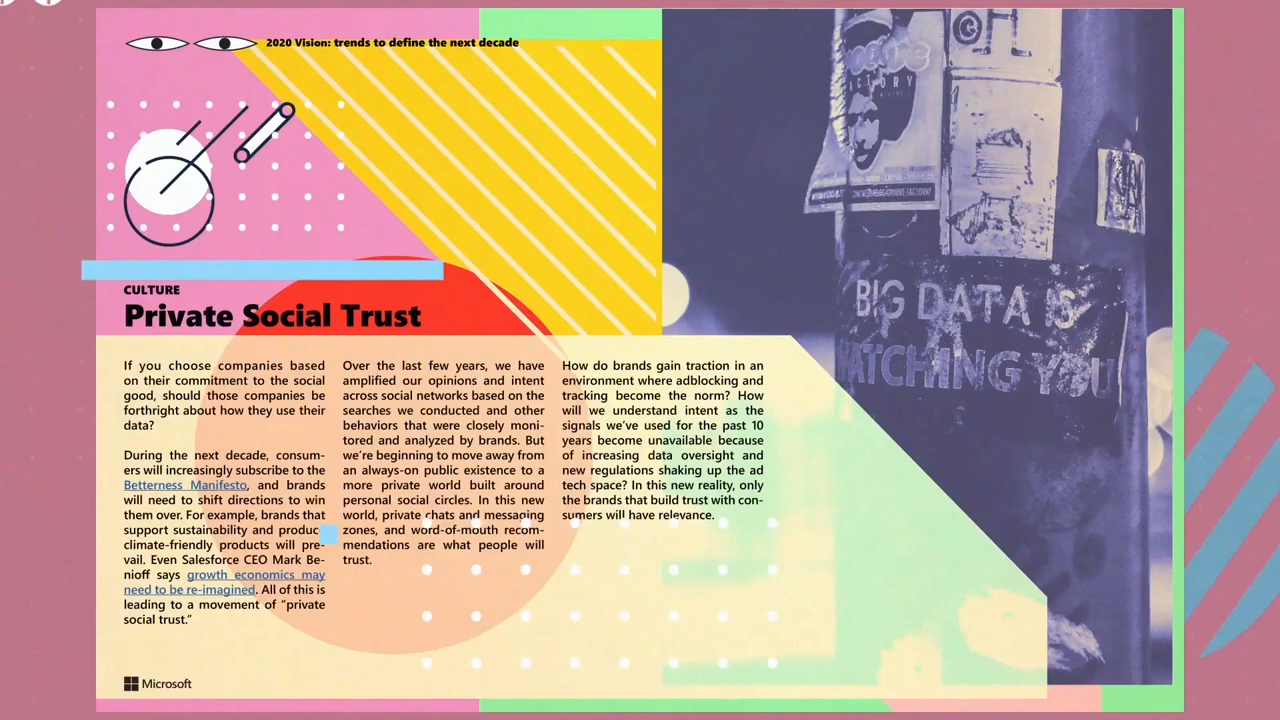 2020 Vision: trends to define the next decade
CULTURE
Private Social Trust
If you choose companies based
on their commitment to the social
good, should those companies be
forthright about how they use their
data?
During the next decade, consum-
ers will increasingly subscribe to the
Betterness Manifesto, and brands
will need to shift directions to win
them over. For example, brands that
support sustainability and produce
climate-friendly products will pre-
vail. Even Salesforce CEO Mark Be-
nioff says growth economics may
need to be re-imagined. All of this is
leading to a movement of “private
social trust.”
Over the last few years, we have
amplified our opinions and intent
across social networks based on the
searches we conducted and other
behaviors that were closely moni-
tored and analyzed by brands. But
we’re beginning to move away from
an always-on public existence to a
more private world built around
personal social circles. In this new
world, private chats and messaging
zones, and word-of-mouth recom-
mendations are what people will
trust.
How do brands gain traction in an
environment where adblocking and
tracking become the norm? How
will we understand intent as the
signals we’ve used for the past 10
years become unavailable because
of increasing data oversight and
new regulations shaking up the ad
tech space? In this new reality, only
the brands that build trust with con-
sumers will have relevance.
Microsoft
FACTORY
BIG DATA IS
WATCHING YOU